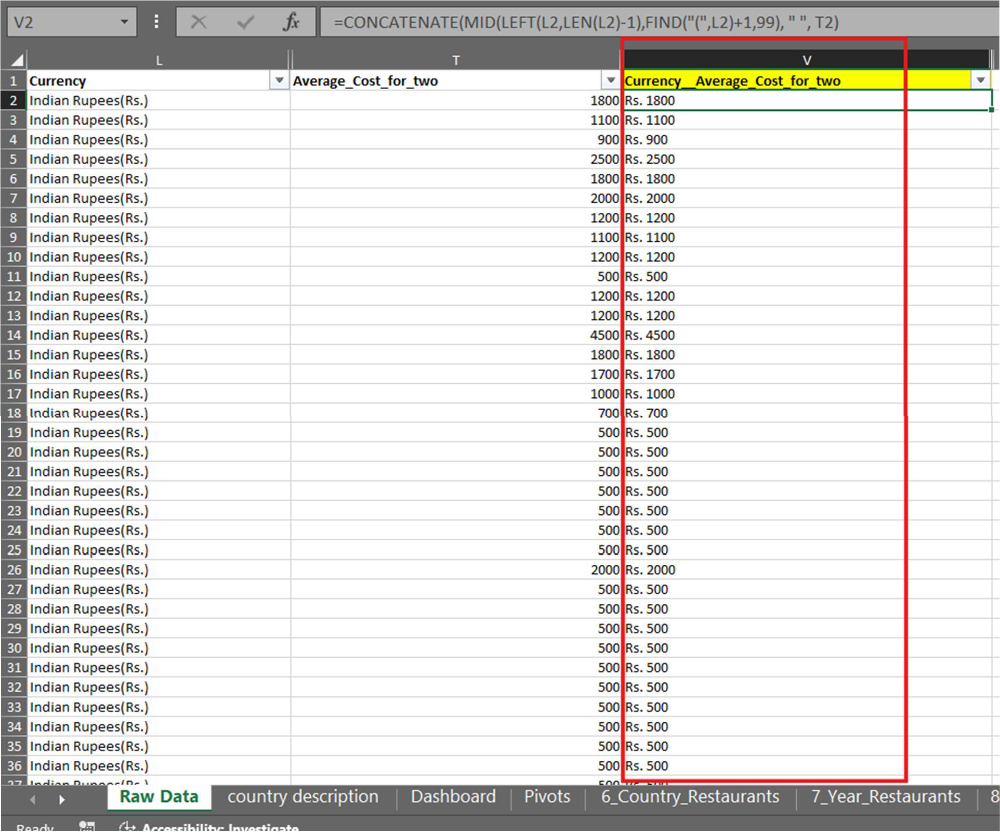 V2 fx =CONCATENATE(MID(LEFT(L2,LEN(L2)-1),FIND("(",L2)+1,99), " ", T2)
L T V
1 Currency Average_Cost_for_two Currency__Average_Cost_for_two
2 Indian Rupees(Rs.) 1800 Rs. 1800
3 Indian Rupees(Rs.) 1100 Rs. 1100
4 Indian Rupees(Rs.) 900 Rs. 900
5 Indian Rupees(Rs.) 2500 Rs. 2500
6 Indian Rupees(Rs.) 1800 Rs. 1800
7 Indian Rupees(Rs.) 2000 Rs. 2000
8 Indian Rupees(Rs.) 1200 Rs. 1200
9 Indian Rupees(Rs.) 1100 Rs. 1100
10 Indian Rupees(Rs.) 1200 Rs. 1200
11 Indian Rupees(Rs.) 500 Rs. 500
12 Indian Rupees(Rs.) 1200 Rs. 1200
13 Indian Rupees(Rs.) 1200 Rs. 1200
14 Indian Rupees(Rs.) 4500 Rs. 4500
15 Indian Rupees(Rs.) 1800 Rs. 1800
16 Indian Rupees(Rs.) 1700 Rs. 1700
17 Indian Rupees(Rs.) 1000 Rs. 1000
18 Indian Rupees(Rs.) 700 Rs. 700
19 Indian Rupees(Rs.) 500 Rs. 500
20 Indian Rupees(Rs.) 500 Rs. 500
21 Indian Rupees(Rs.) 500 Rs. 500
22 Indian Rupees(Rs.) 500 Rs. 500
23 Indian Rupees(Rs.) 500 Rs. 500
24 Indian Rupees(Rs.) 500 Rs. 500
25 Indian Rupees(Rs.) 500 Rs. 500
26 Indian Rupees(Rs.) 2000 Rs. 2000
27 Indian Rupees(Rs.) 500 Rs. 500
28 Indian Rupees(Rs.) 500 Rs. 500
29 Indian Rupees(Rs.) 500 Rs. 500
30 Indian Rupees(Rs.) 500 Rs. 500
31 Indian Rupees(Rs.) 500 Rs. 500
32 Indian Rupees(Rs.) 500 Rs. 500
33 Indian Rupees(Rs.) 500 Rs. 500
34 Indian Rupees(Rs.) 500 Rs. 500
35 Indian Rupees(Rs.) 500 Rs. 500
36 Indian Rupees(Rs.) 500 Rs. 500
37 Indian Rupees(Rs.) 500 Rs. 500
Raw Data country description Dashboard Pivots 6_Country_Restaurants 7_Year_Restaurants 8
Ready Accessibility: Investigate